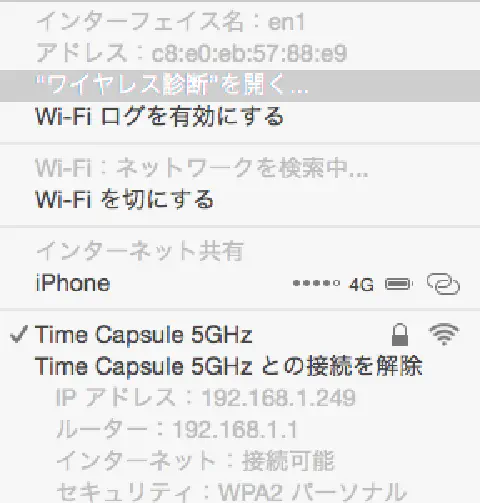 インターフェイス名：en1
アドレス：c8:e0:eb:57:88:e9
“ワイヤレス診断”を開く...
Wi-Fi ログを有効にする
Wi-Fi：ネットワークを検索中...
Wi-Fi を切にする
インターネット共有
iPhone 4G
Time Capsule 5GHz
Time Capsule 5GHz との接続を解除
IP アドレス：192.168.1.249
ルーター：192.168.1.1
インターネット：接続可能
セキュリティ：WPA2 パーソナル